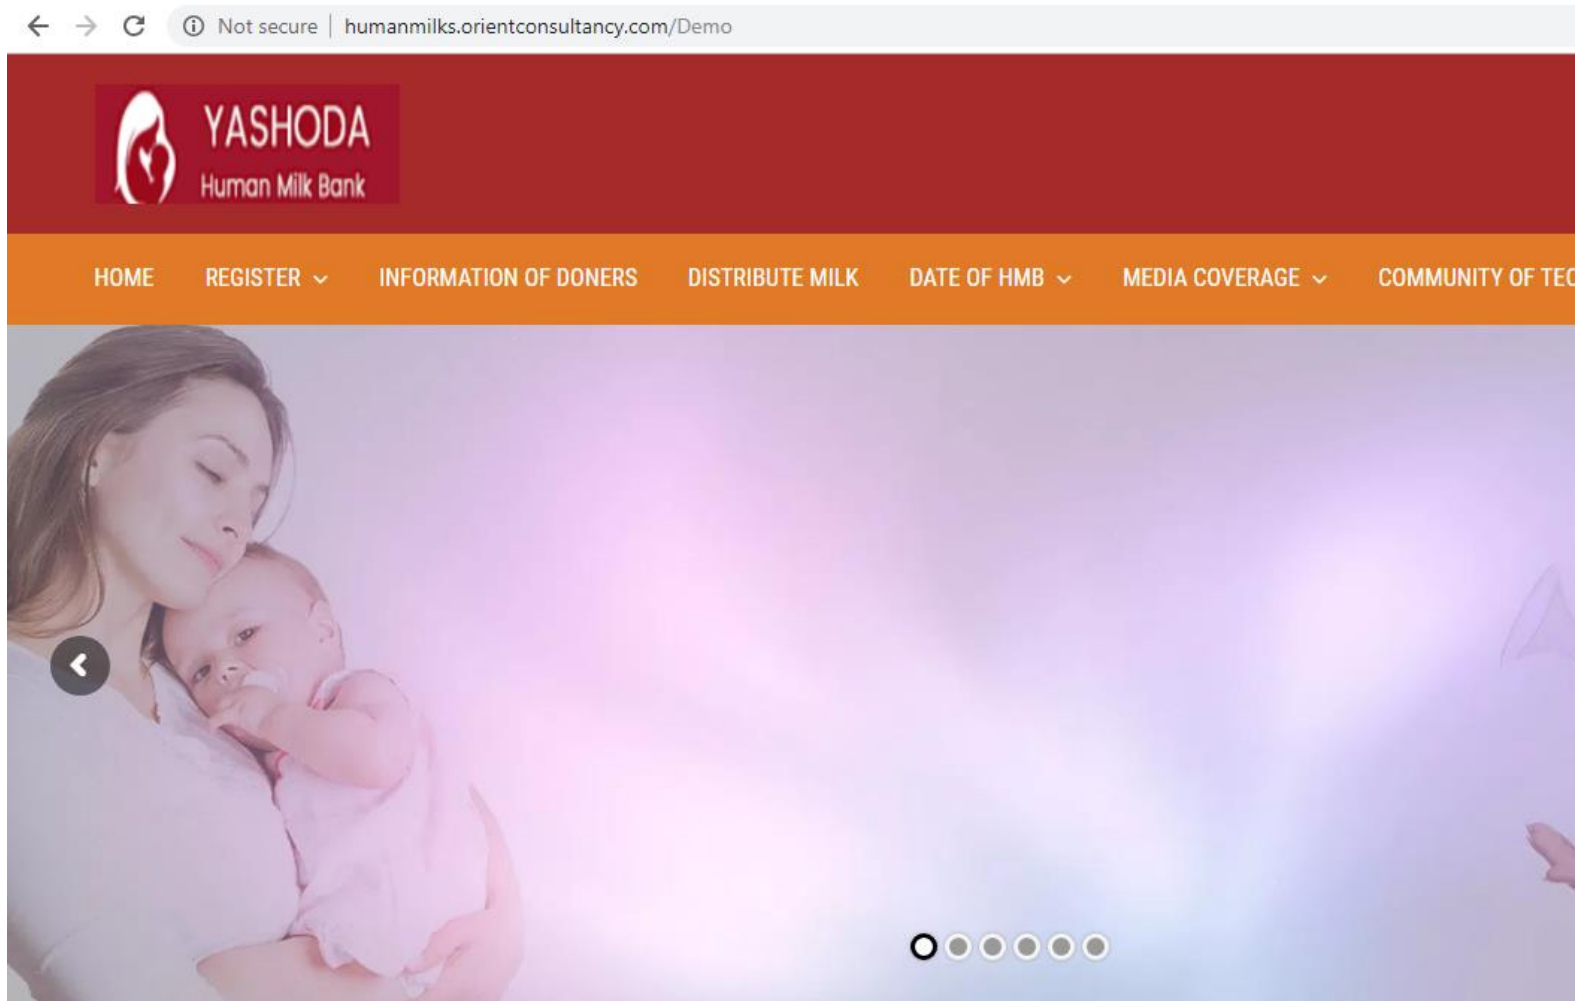 Not secure | humanmilks.orientconsultancy.com/Demo
YASHODA
Human Milk Bank
HOME REGISTER INFORMATION OF DONERS DISTRIBUTE MILK DATE OF HMB MEDIA COVERAGE COMMUNITY OF TEC